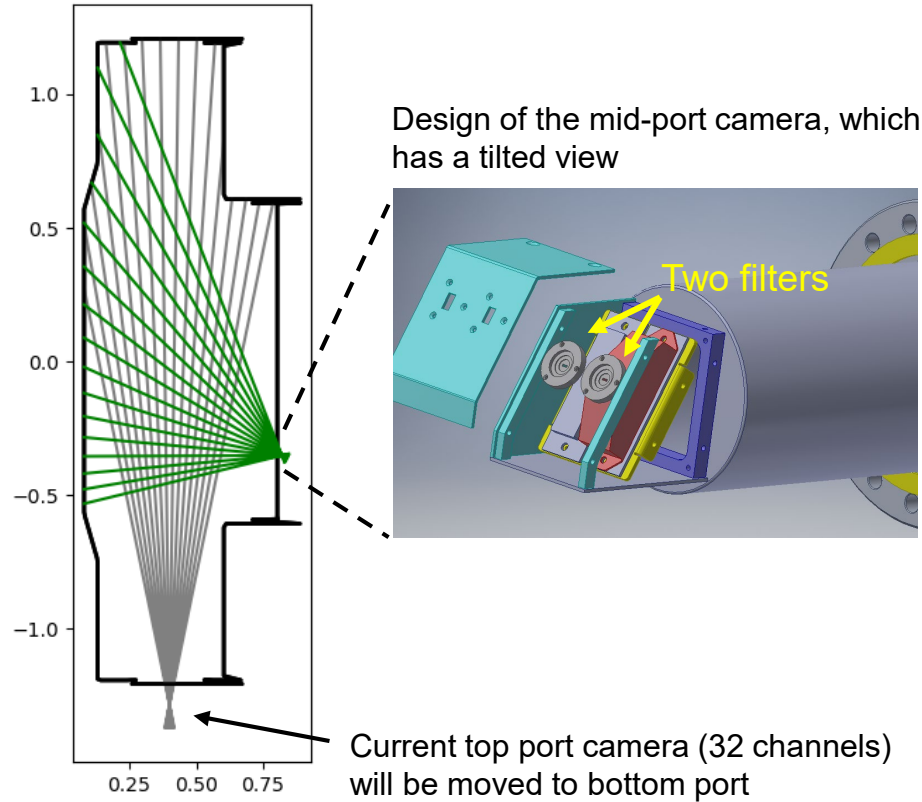 Design of the mid-port camera, which
has a tilted view
Two filters
1.0
0.5
0.0
−0.5
−1.0
0.25
0.50
0.75
Current top port camera (32 channels)
will be moved to bottom port